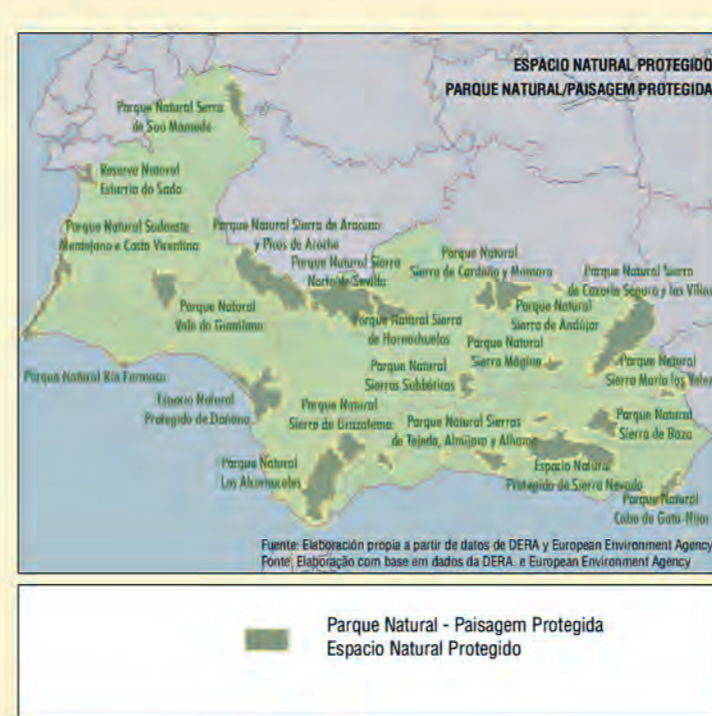 ESPACIO NATURAL PROTEGIDO
PARQUE NATURAL/PAISAGEM PROTEGIDA
Parque Natural Serra
de Sao Mamede
Reserva Natural
do Sado
Parque Natural Sudoeste
e Costa Vicentina
Parque Natural Sierra de Aracena
y Picos de Aroche
Parque Natural Sierra
Norte de Sevilla
Parque Natural
Sierra de Cardeña y Montoro
Parque Natural Sierra
de Cazorla Segura y las Villas
Parque Natural
Vale do Guadiana
Parque Natural Sierra
de Hornachuelos
Parque Natural
Sierra de Andújar
Parque Natural
Sierra Mágina
Parque Natural
Sierras Subbéticas
Parque Natural
Sierra María los Vélez
Parque Natural Ria Formosa
Espacio Natural
Protegido de Doñana
Parque Natural
Sierra de Grazalema
Parque Natural Sierras
de Tejeda, Almijara y Alhama
Parque Natural
Sierra de Baza
Parque Natural
Los Alcornocales
Espacio Natural
Protegido de Sierra Nevada
Parque Natural
Cabo de Gata-Níjar
Fuente: Elaboración propia a partir de datos de DERA y European Environment Agency
Fonte: Elaboração com base em dados da DERA. e European Environment Agency
Parque Natural - Paisagem Protegida
Espacio Natural Protegido